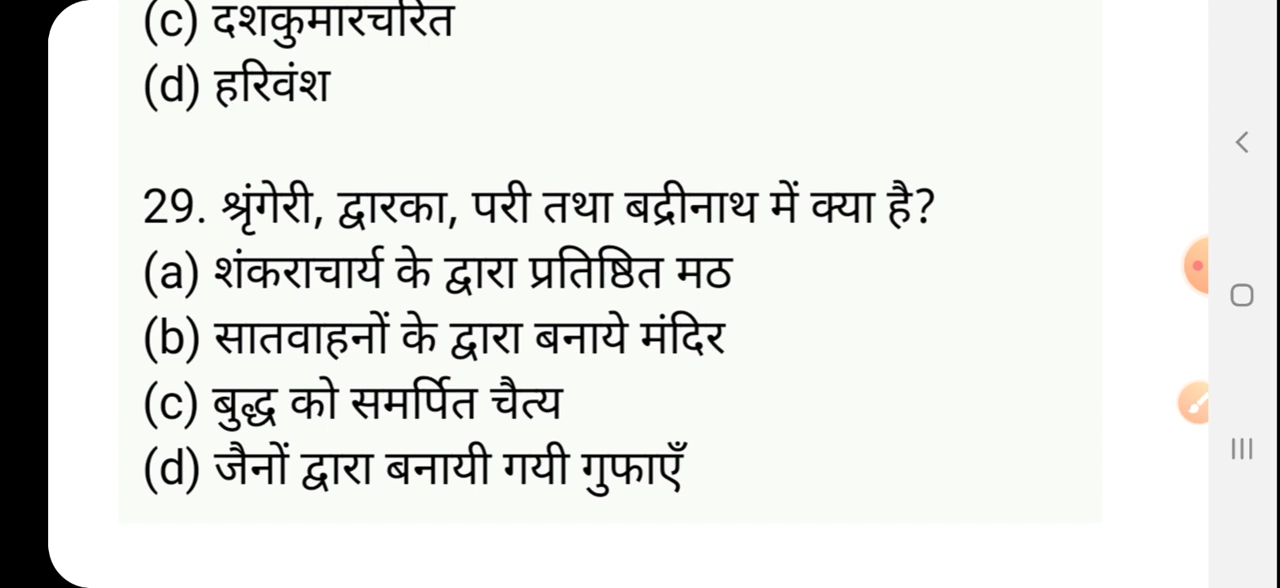 (c) दशकुमारचरित
(d) हरिवंश
29. श्रृंगेरी, द्वारका, परी तथा बद्रीनाथ में क्या है?
(a) शंकराचार्य के द्वारा प्रतिष्ठित मठ
(b) सातवाहनों के द्वारा बनाये मंदिर
(c) बुद्ध को समर्पित चैत्य
(d) जैनों द्वारा बनायी गयी गुफाएँ